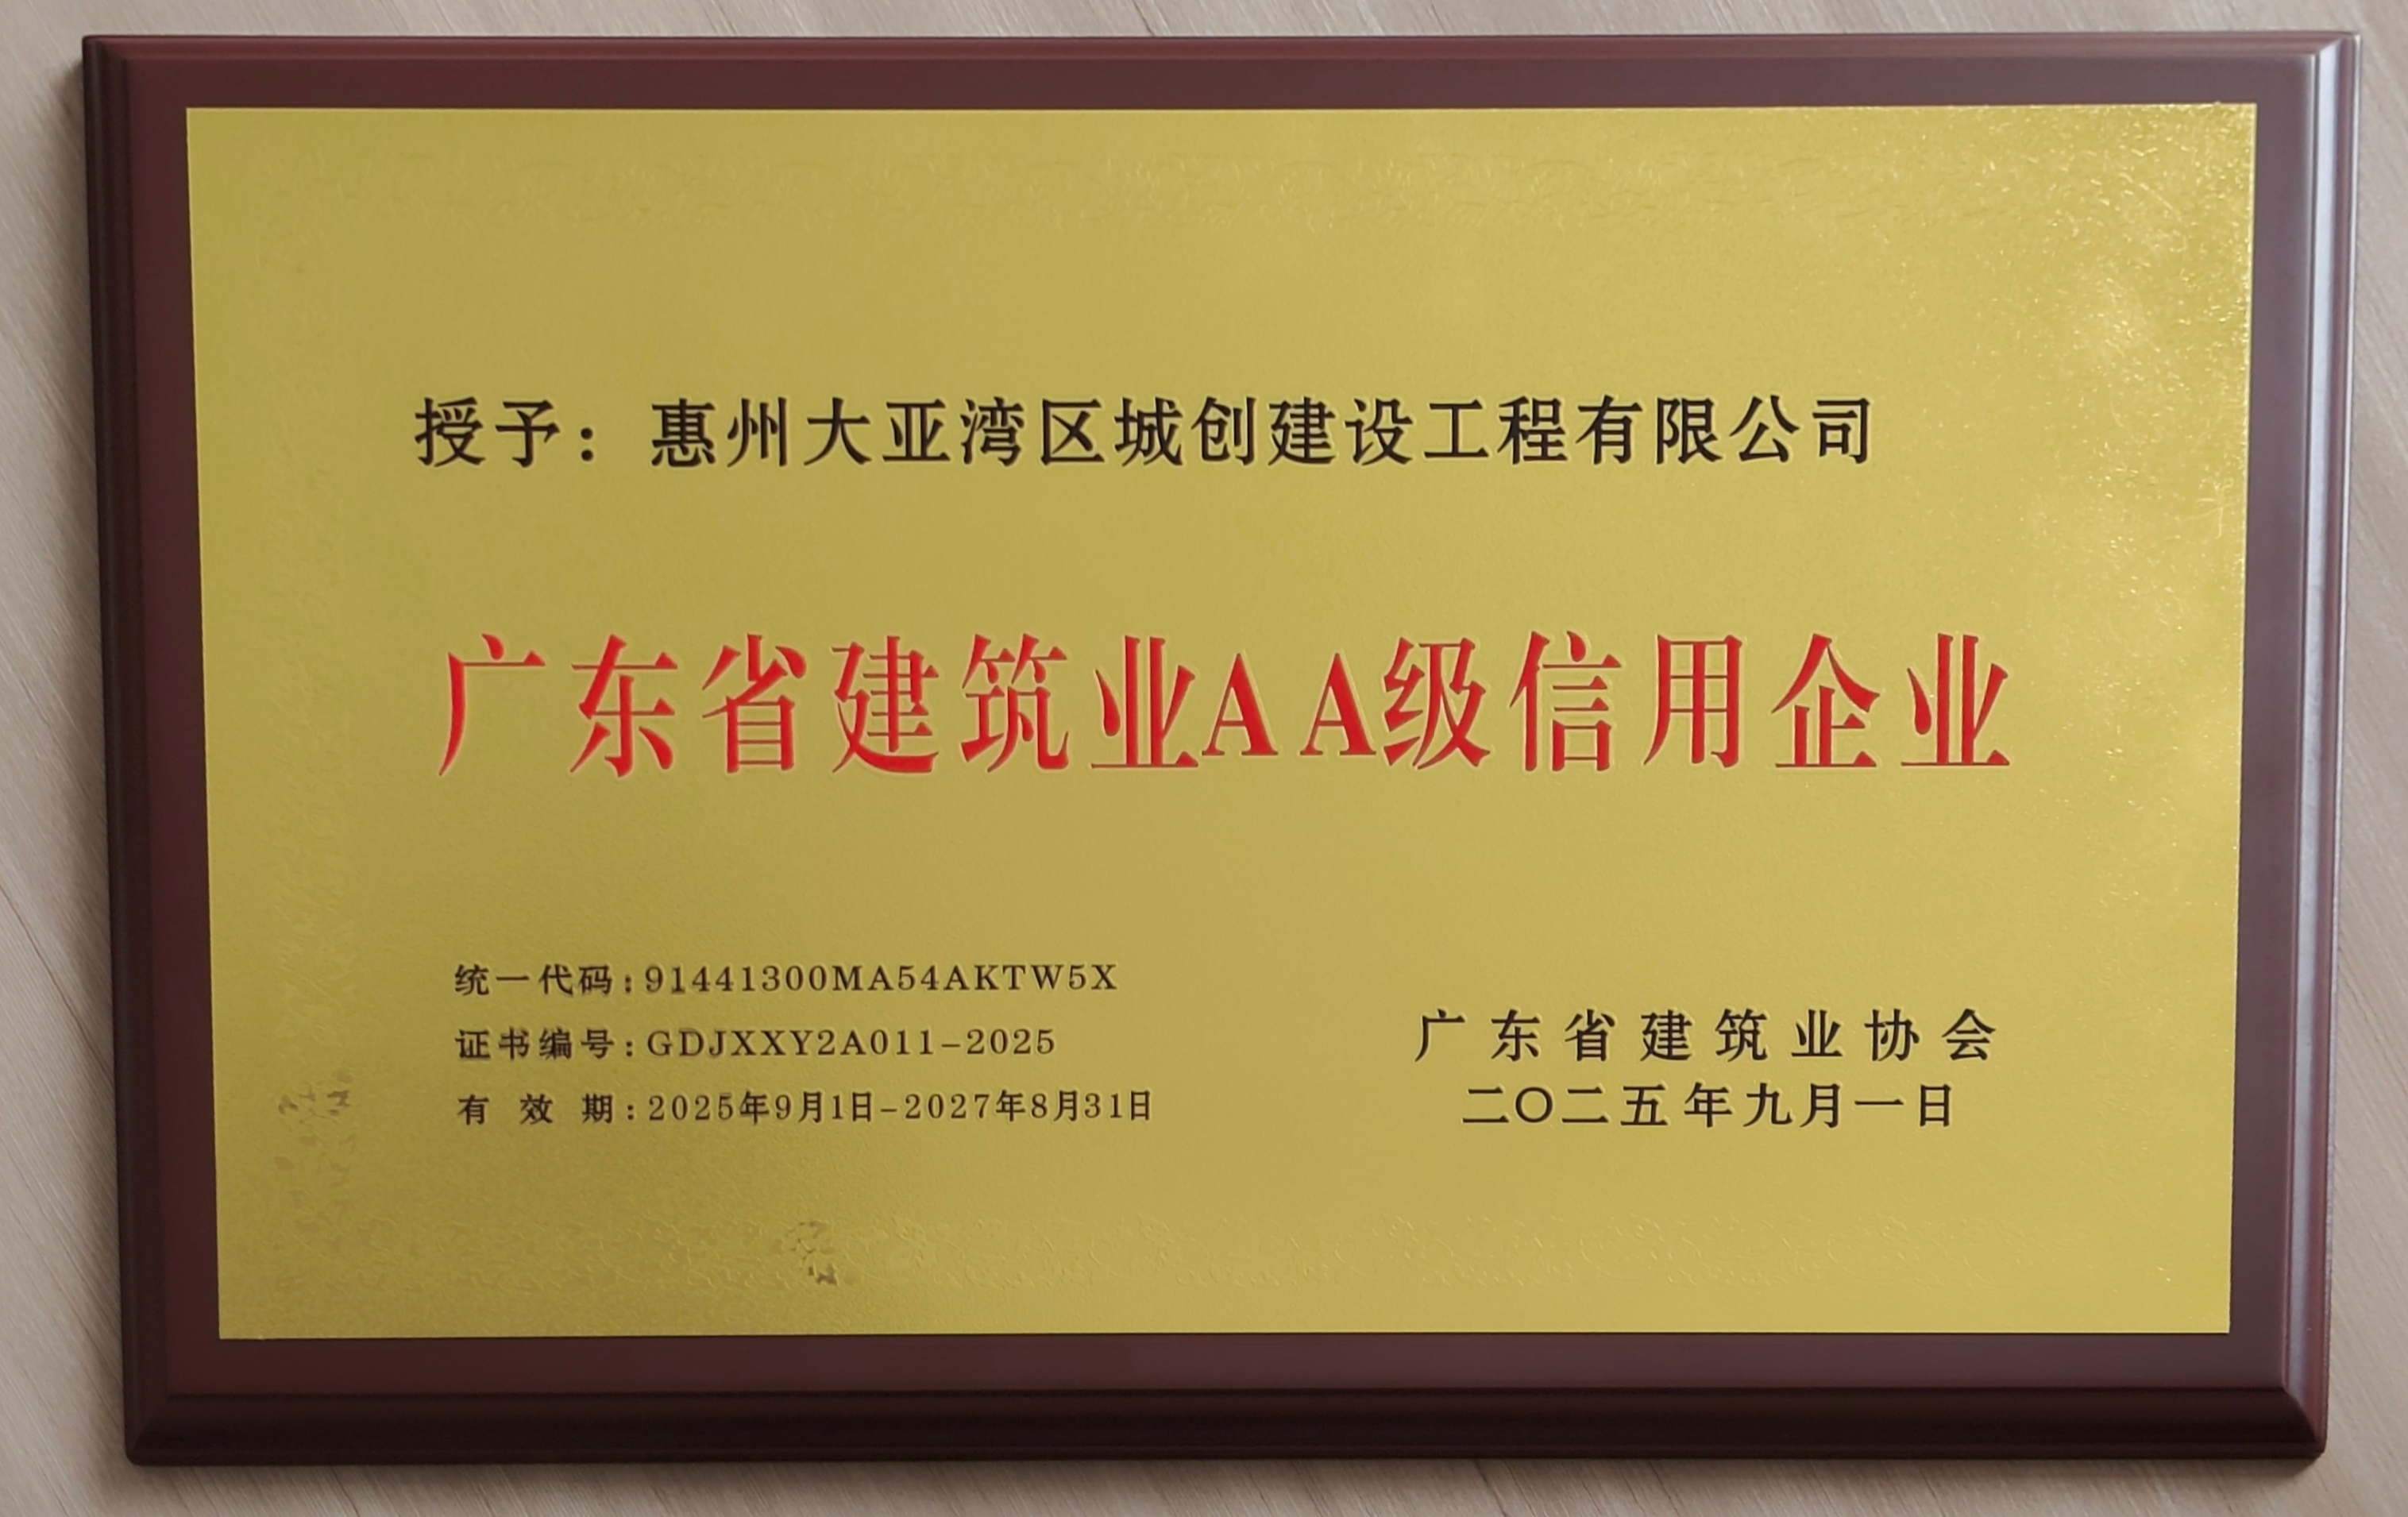 授予：惠州大亚湾区城创建设工程有限公司
广东省建筑业AA级信用企业
统一代码：91441300MA54AKTW5X
证书编号：GDJXXY2A011-2025
有效期：2025年9月1日-2027年8月31日
广东省建筑业协会
二〇二五年九月一日